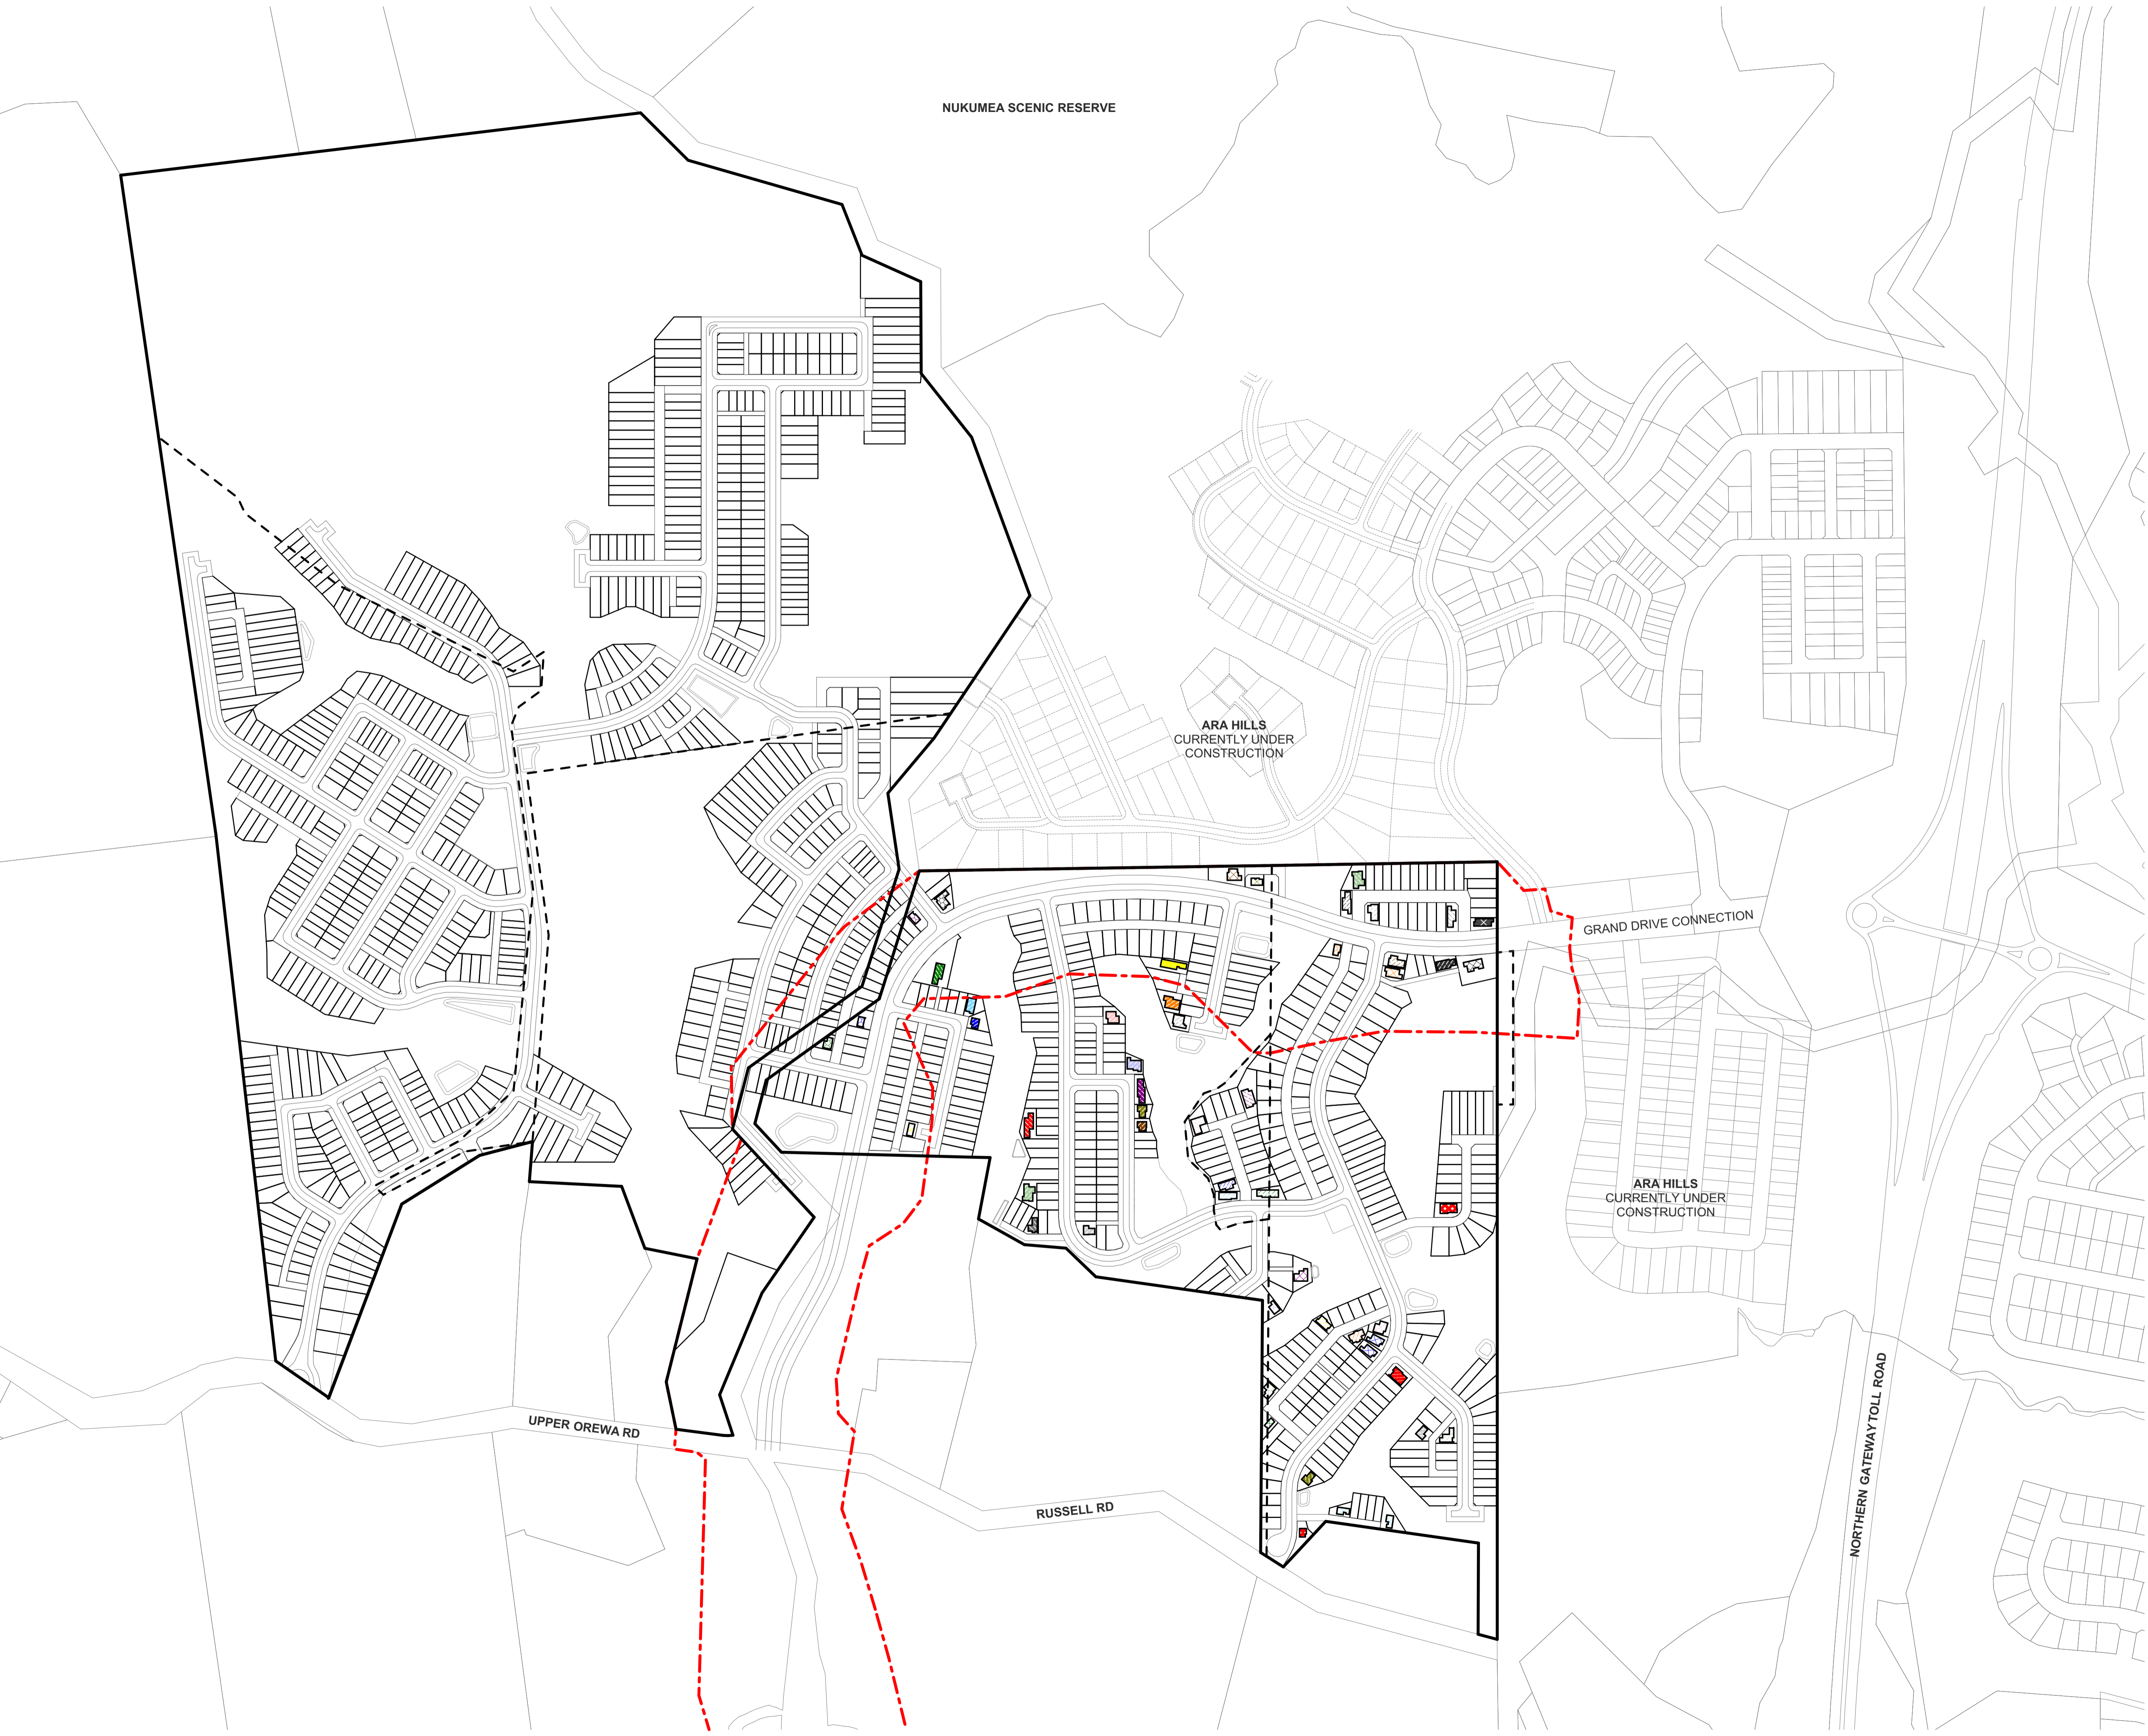 NUKUMEA SCENIC RESERVE
ARA HILLS
CURRENTLY UNDER
CONSTRUCTION
GRAND DRIVE CONNECTION
ARA HILLS
CURRENTLY UNDER
CONSTRUCTION
UPPER OREWA RD
RUSSELL RD
NORTHERN GATEWAY TOLL ROAD